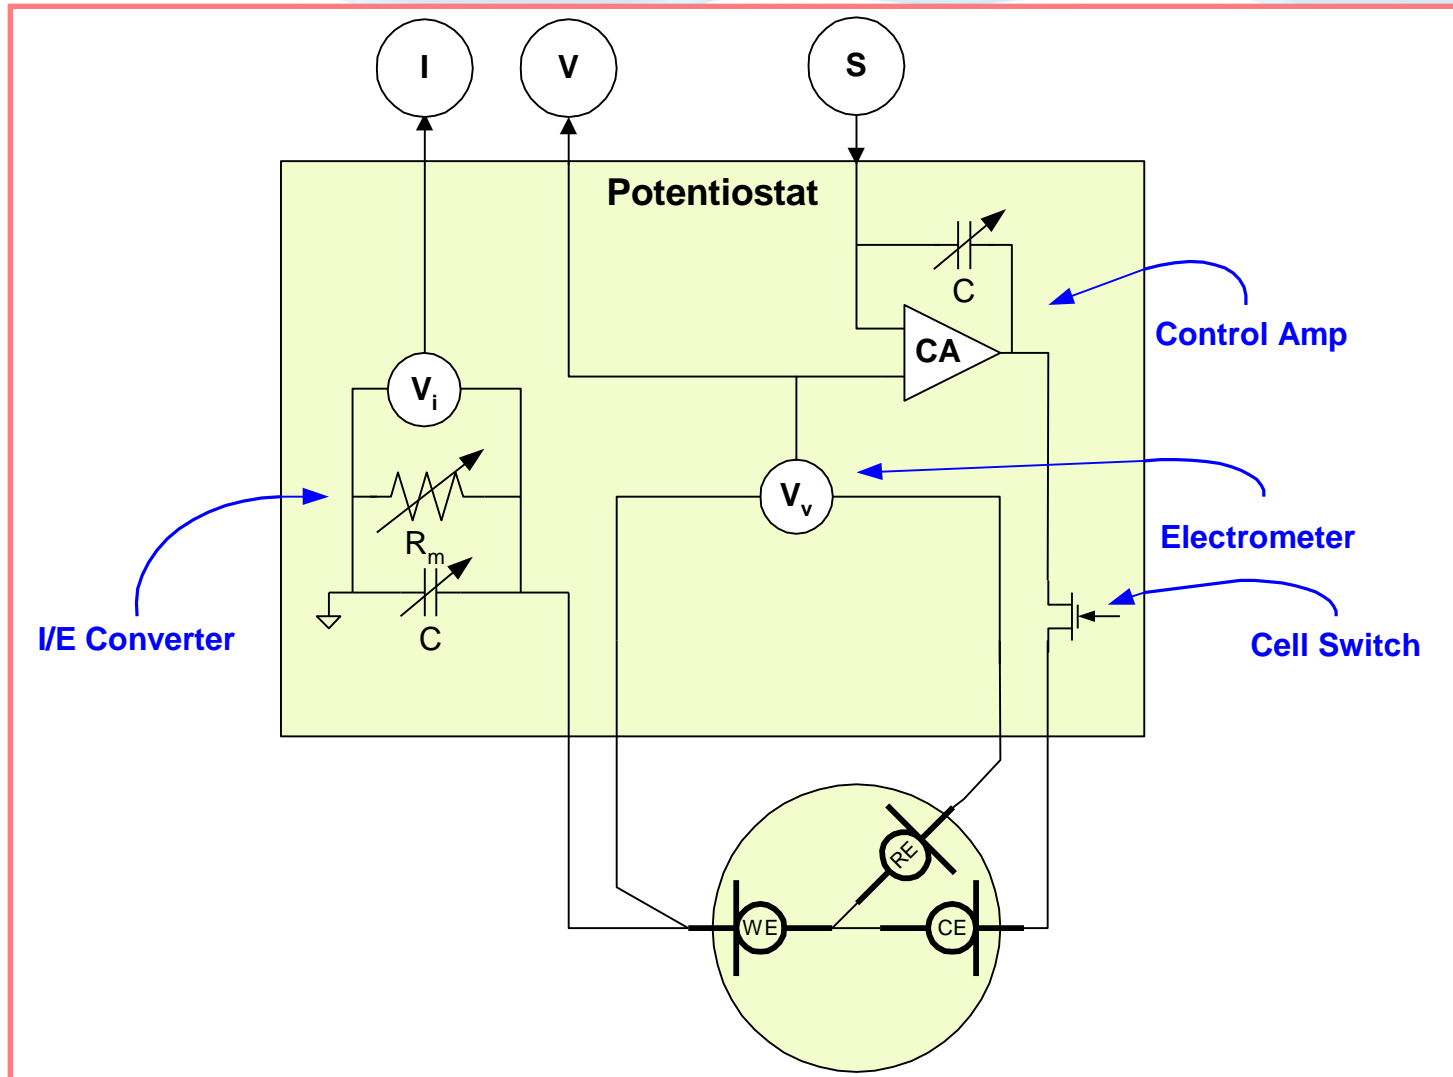 I V S
Potentiostat
C
Control Amp
CA
Vi
Vv
Rm
Electrometer
C
I/E Converter
Cell Switch
RE
WE CE